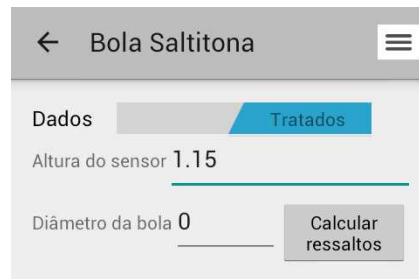 Bola Saltitona
Dados Tratados
Altura do sensor 1.15
Diâmetro da bola 0 Calcular
ressaltos